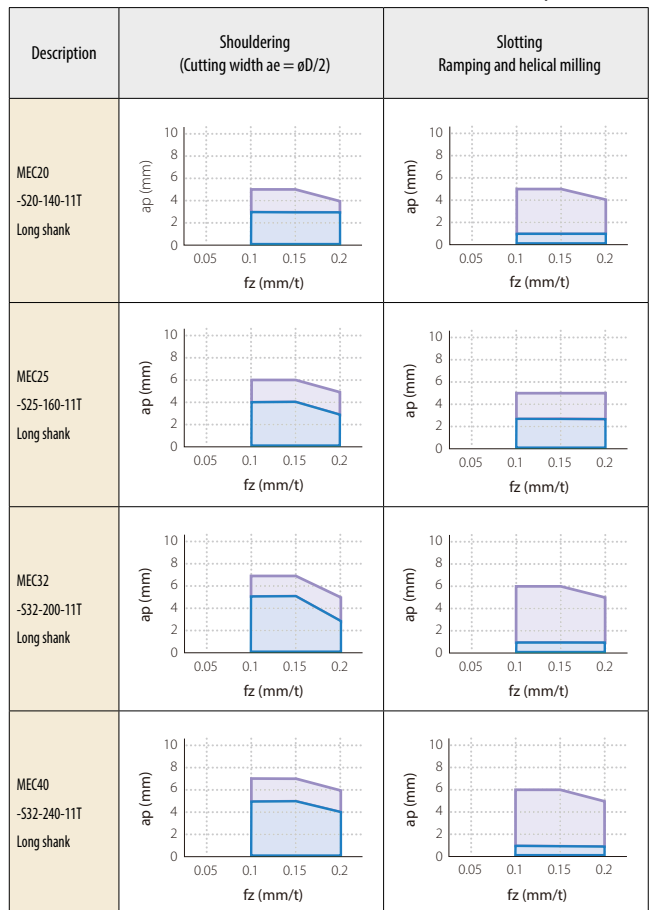 Description
Shouldering
(Cutting width ae = øD/2)
Slotting
Ramping and helical milling
MEC20
-S20-140-11T
Long shank
ap (mm)
10
8
6
4
2
0
0.05 0.1 0.15 0.2
fz (mm/t)
ap (mm)
10
8
6
4
2
0
0.05 0.1 0.15 0.2
fz (mm/t)
MEC25
-S25-160-11T
Long shank
ap (mm)
10
8
6
4
2
0
0.05 0.1 0.15 0.2
fz (mm/t)
ap (mm)
10
8
6
4
2
0
0.05 0.1 0.15 0.2
fz (mm/t)
MEC32
-S32-200-11T
Long shank
ap (mm)
10
8
6
4
2
0
0.05 0.1 0.15 0.2
fz (mm/t)
ap (mm)
10
8
6
4
2
0
0.05 0.1 0.15 0.2
fz (mm/t)
MEC40
-S32-240-11T
Long shank
ap (mm)
10
8
6
4
2
0
0.05 0.1 0.15 0.2
fz (mm/t)
ap (mm)
10
8
6
4
2
0
0.05 0.1 0.15 0.2
fz (mm/t)